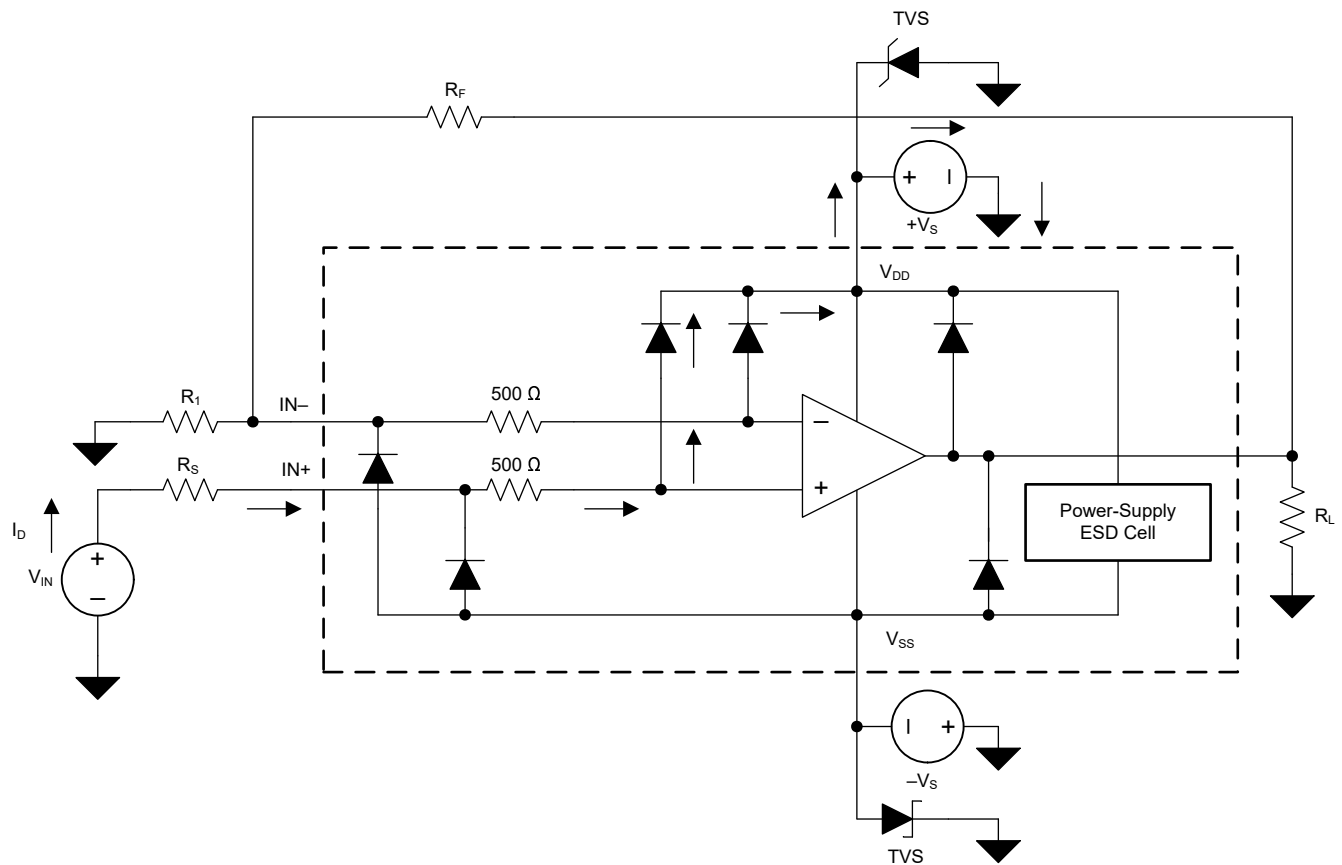 TVS
R_F
+ –
+V_S
V_DD
R_1
IN–
500 Ω
–
R_S
IN+
500 Ω
+
Power-Supply
ESD Cell
R_L
I_D
+
V_IN
–
V_SS
– +
–V_S
TVS